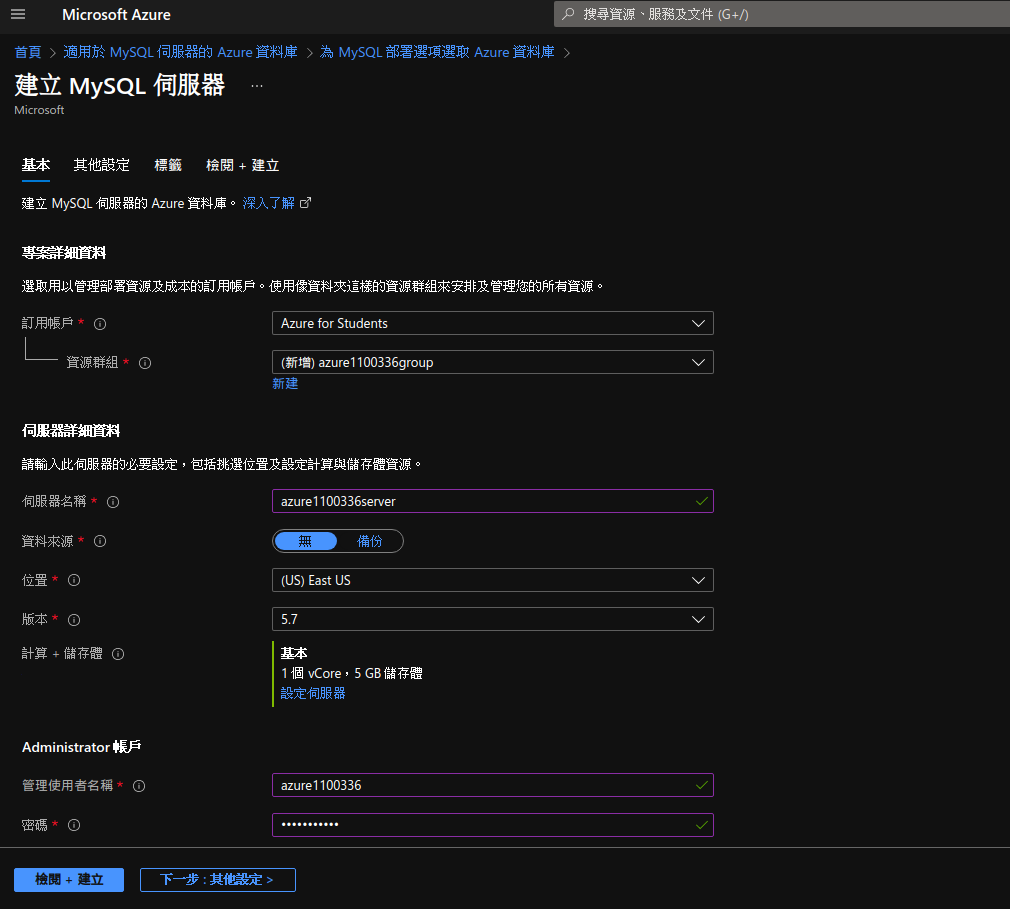 Microsoft Azure
搜尋資源、服務及文件 (G+/)
首頁 > 適用於 MySQL 伺服器的 Azure 資料庫 > 為 MySQL 部署選項選取 Azure 資料庫 >
建立 MySQL 伺服器 ...
Microsoft
基本 其他設定 標籤 檢閱 + 建立
建立 MySQL 伺服器的 Azure 資料庫。深入了解
專案詳細資料
選取用以管理部署資源及成本的訂用帳戶。使用像資料夾這樣的資源群組來安排及管理您的所有資源。
訂用帳戶 * Azure for Students
資源群組 * (新增) azure1100336group
新建
伺服器詳細資料
請輸入此伺服器的必要設定，包括挑選位置及設定計算與儲存體資源。
伺服器名稱 * azure1100336server
資料來源 * 無 備份
位置 * (US) East US
版本 * 5.7
計算 + 儲存體 基本
1 個 vCore，5 GB 儲存體
設定伺服器
Administrator 帳戶
管理使用者名稱 * azure1100336
密碼 * •••••••••••
檢閱 + 建立 下一步 : 其他設定 >